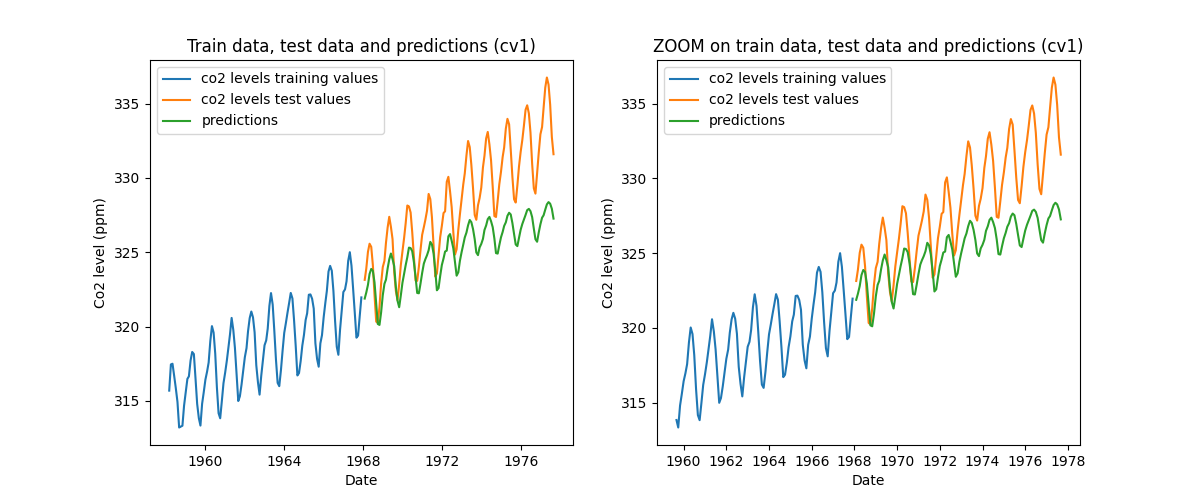 Train data, test data and predictions (cv1)
co2 levels training values
co2 levels test values
predictions
Co2 level (ppm)
335
330
325
320
315
1960 1964 1968 1972 1976
Date
ZOOM on train data, test data and predictions (cv1)
co2 levels training values
co2 levels test values
predictions
Co2 level (ppm)
335
330
325
320
315
1960 1962 1964 1966 1968 1970 1972 1974 1976 1978
Date